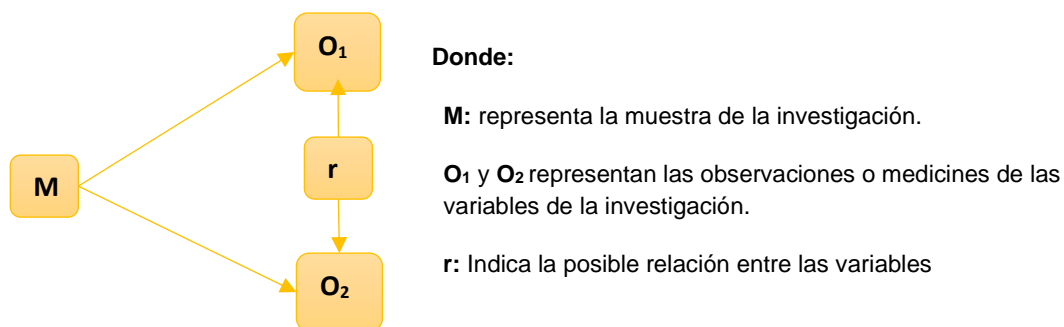 O₁
Donde:
M: representa la muestra de la investigación.
r
M
O₁ y O₂ representan las observaciones o medicines de las
variables de la investigación.
r: Indica la posible relación entre las variables
O₂